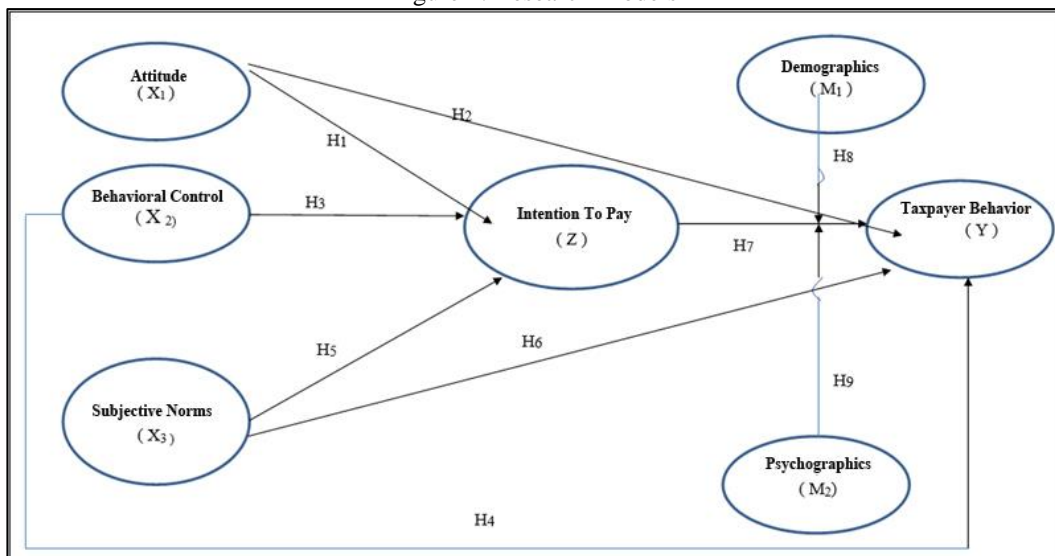 Attitude
( X1 )
H2
H1
Demographics
( M1 )
H8
Behavioral Control
( X 2)
H3
Intention To Pay
( Z )
H7
Taxpayer Behavior
( Y )
Subjective Norms
( X3 )
H5
H6
H9
Psychographics
( M2)
H4